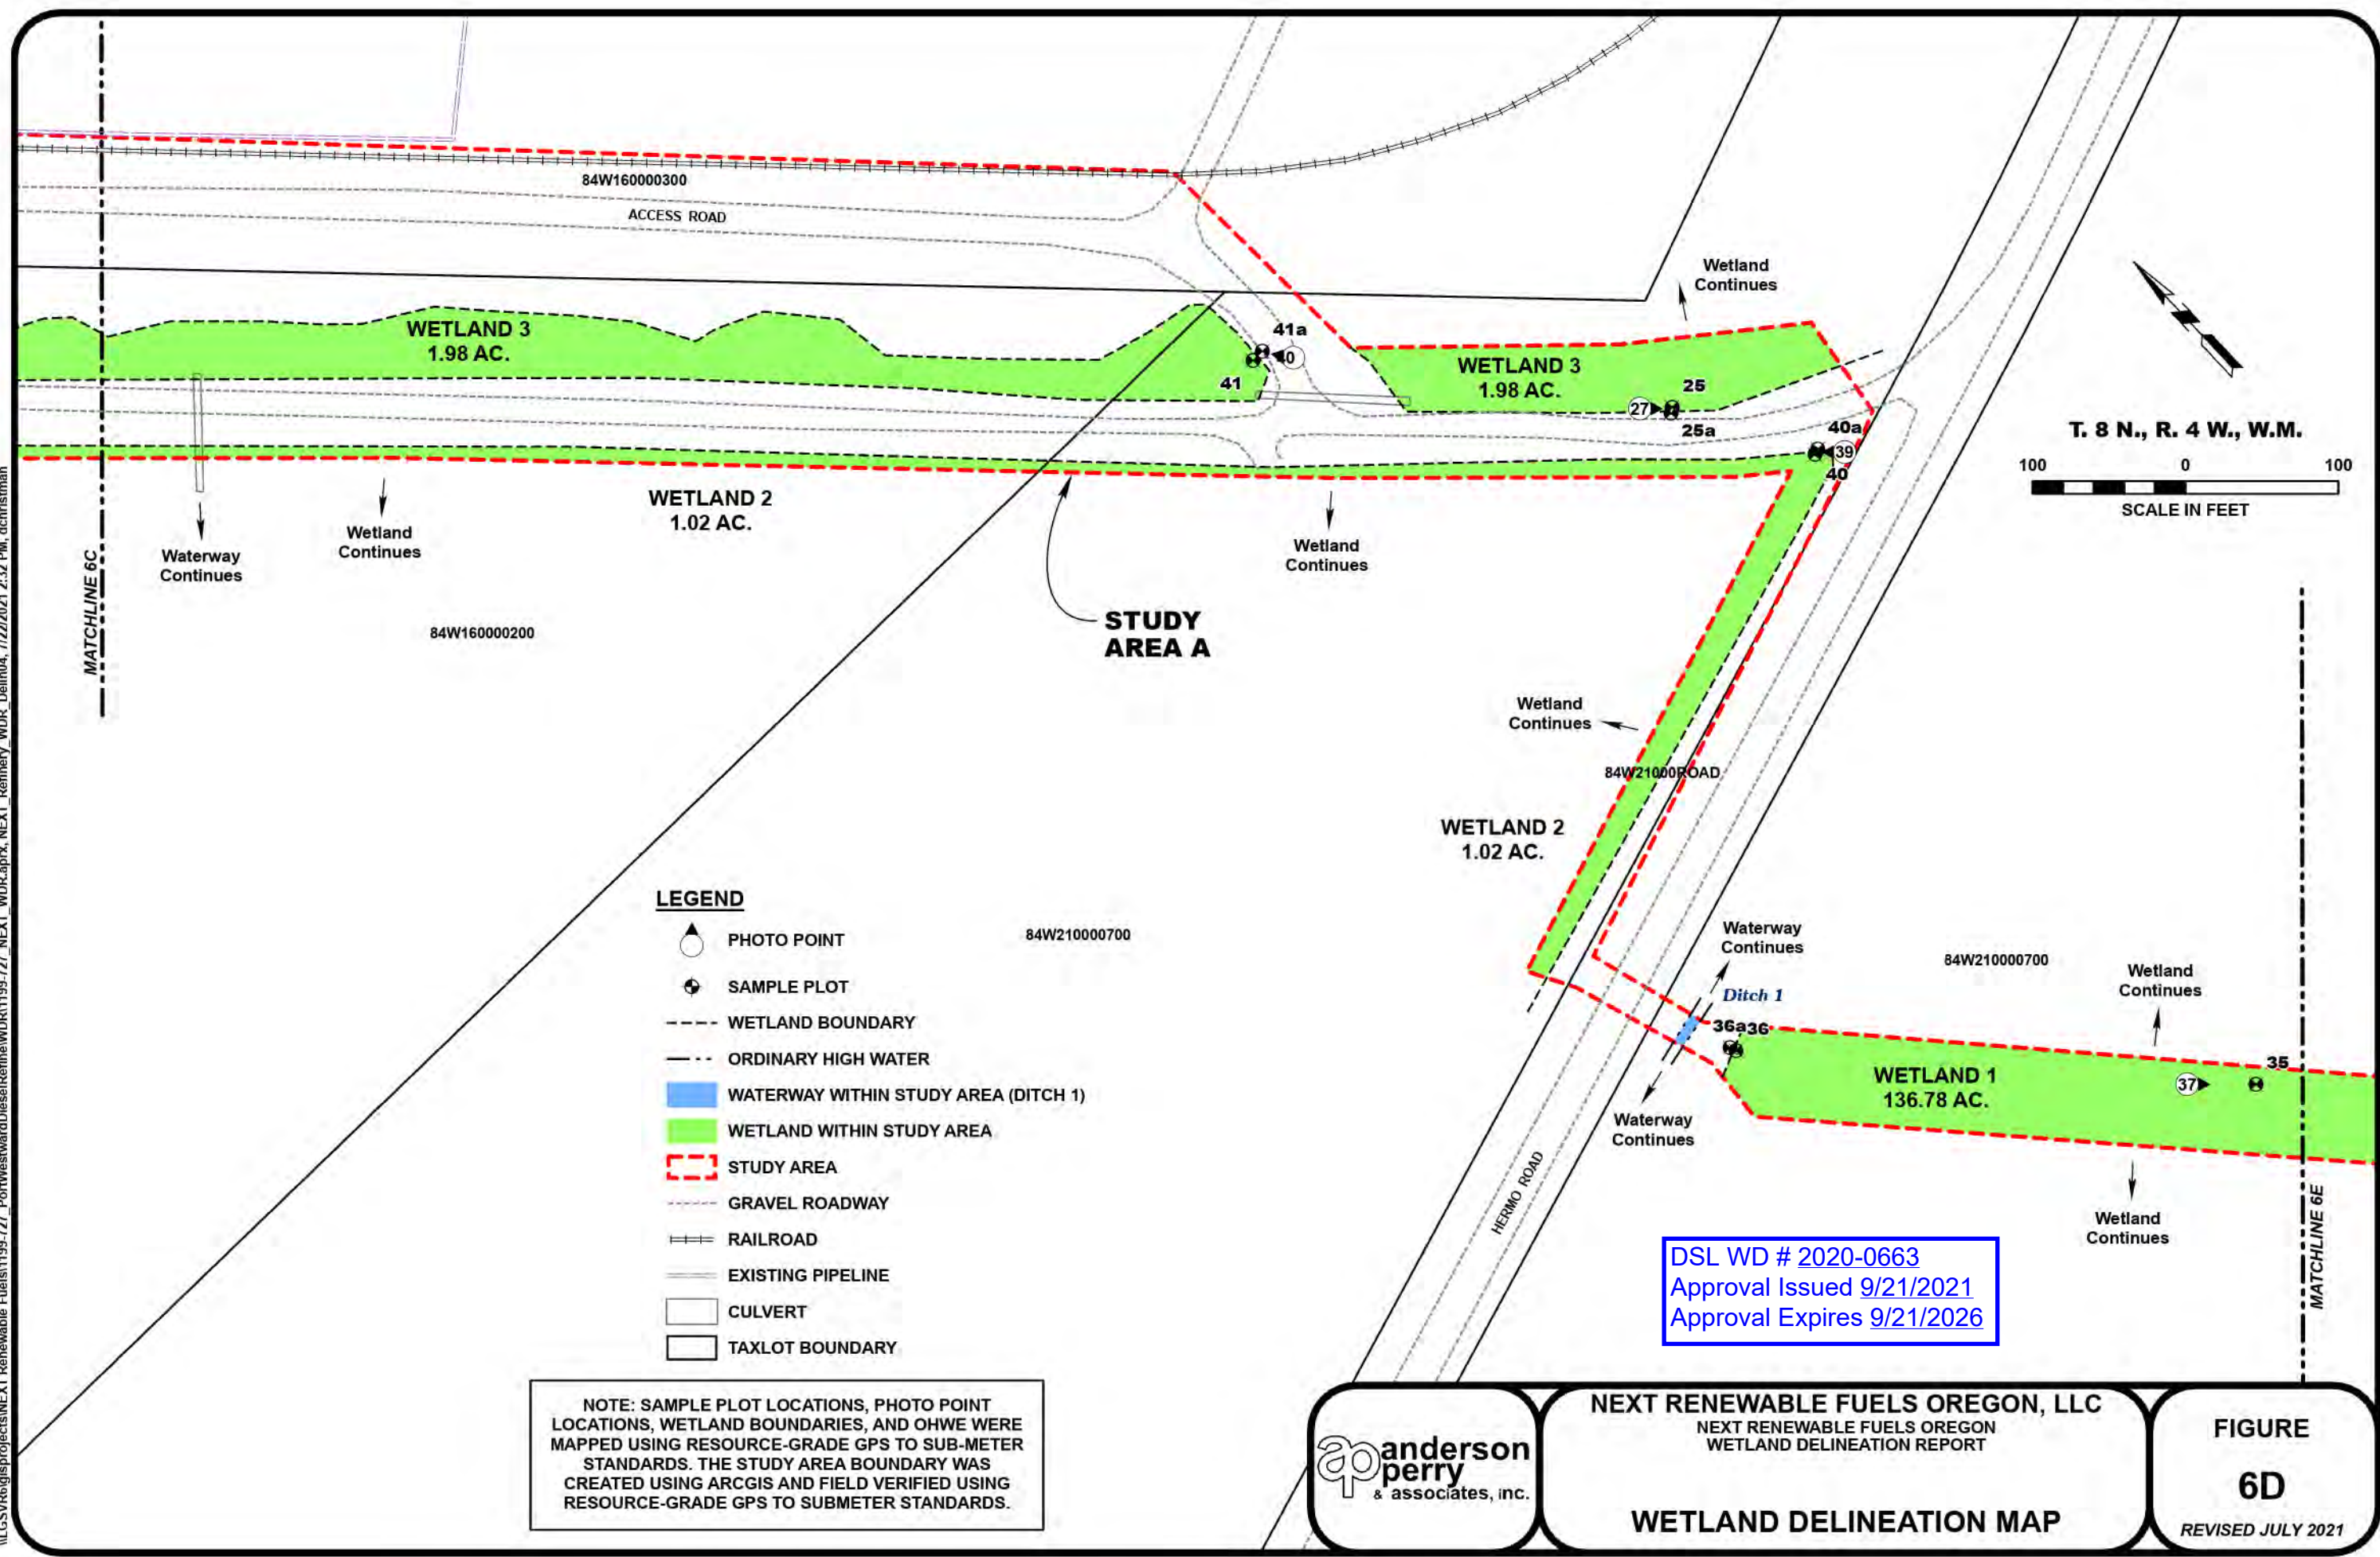 84W160000300
ACCESS ROAD
Wetland
Continues
WETLAND 3
1.98 AC.
41a
40
41
WETLAND 3
1.98 AC.
25
27
25a
40a
39
40
T. 8 N., R. 4 W., W.M.
100 0 100
SCALE IN FEET
WETLAND 2
1.02 AC.
Wetland
Continues
Waterway
Continues
Wetland
Continues
MATCHLINE 6C
84W160000200
STUDY
AREA A
Wetland
Continues
84W21000ROAD
WETLAND 2
1.02 AC.
LEGEND
PHOTO POINT
SAMPLE PLOT
WETLAND BOUNDARY
ORDINARY HIGH WATER
WATERWAY WITHIN STUDY AREA (DITCH 1)
WETLAND WITHIN STUDY AREA
STUDY AREA
GRAVEL ROADWAY
RAILROAD
EXISTING PIPELINE
CULVERT
TAXLOT BOUNDARY
84W210000700
Waterway
Continues
84W210000700
Wetland
Continues
Ditch 1
36a36
35
37
WETLAND 1
136.78 AC.
Waterway
Continues
Wetland
Continues
HERMO ROAD
MATCHLINE 6E
DSL WD # 2020-0663
Approval Issued 9/21/2021
Approval Expires 9/21/2026
NOTE: SAMPLE PLOT LOCATIONS, PHOTO POINT
LOCATIONS, WETLAND BOUNDARIES, AND OHWE WERE
MAPPED USING RESOURCE-GRADE GPS TO SUB-METER
STANDARDS. THE STUDY AREA BOUNDARY WAS
CREATED USING ARCGIS AND FIELD VERIFIED USING
RESOURCE-GRADE GPS TO SUBMETER STANDARDS.
ap anderson
perry
& associates, inc.
NEXT RENEWABLE FUELS OREGON, LLC
NEXT RENEWABLE FUELS OREGON
WETLAND DELINEATION REPORT
WETLAND DELINEATION MAP
FIGURE
6D
REVISED JULY 2021